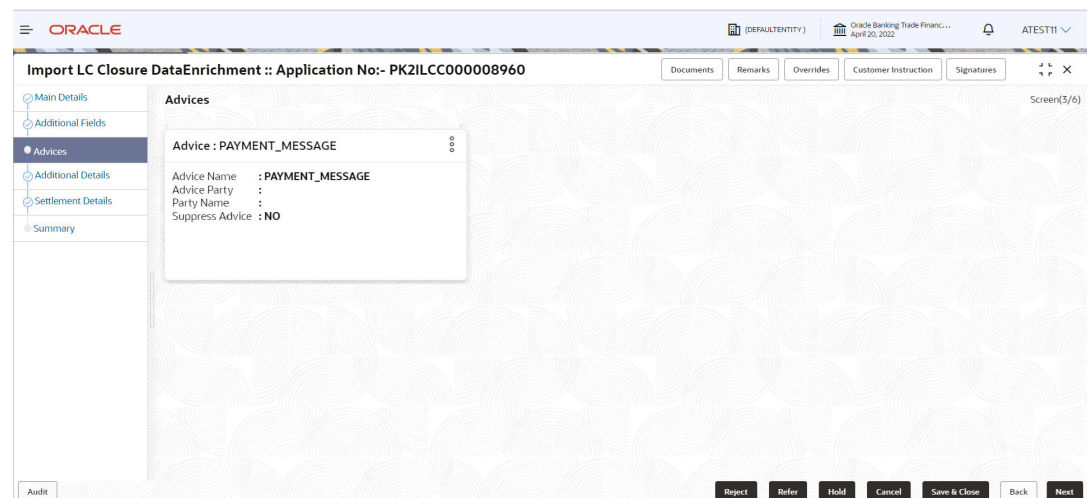 ORACLE
(DEFAULTENTITY)
Oracle Banking Trade Financ...
April 20, 2022
ATEST11
Import LC Closure DataEnrichment :: Application No:- PK2ILCC000008960
Documents
Remarks
Overrides
Customer Instruction
Signatures
Main Details
Additional Fields
Advices
Additional Details
Settlement Details
Summary
Advices
Screen(3/6)
Advice : PAYMENT_MESSAGE
Advice Name : PAYMENT_MESSAGE
Advice Party :
Party Name :
Suppress Advice : NO
Audit
Reject
Refer
Hold
Cancel
Save & Close
Back
Next